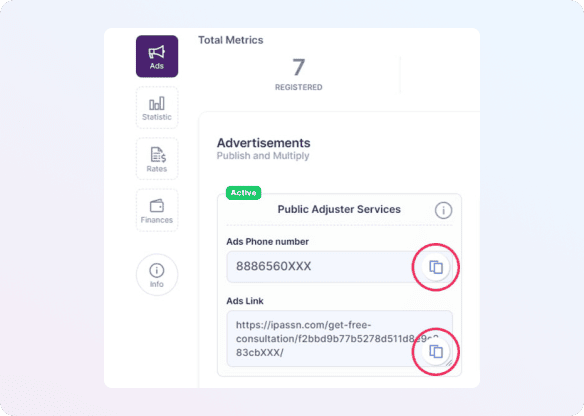 Total Metrics
Ads
7
REGISTERED
Statistic
Advertisements
Publish and Multiply
Rates
Active
Public Adjuster Services
Finances
Ads Phone number
8886560XXX
Info
Ads Link
https://ipassn.com/get-free-
consultation/f2bbd9b77b5278d511d8
83cbXXX/